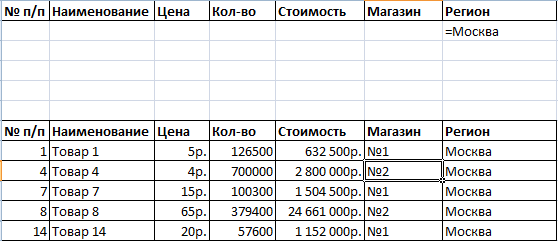 № п/п Наименование Цена Кол-во Стоимость Магазин Регион
=Москва
№ п/п Наименование Цена Кол-во Стоимость Магазин Регион
1 Товар 1 5р. 126500 632 500р. №1 Москва
4 Товар 4 4р. 700000 2 800 000р. №2 Москва
7 Товар 7 15р. 100300 1 504 500р. №1 Москва
8 Товар 8 65р. 379400 24 661 000р. №2 Москва
14 Товар 14 20р. 57600 1 152 000р. №1 Москва